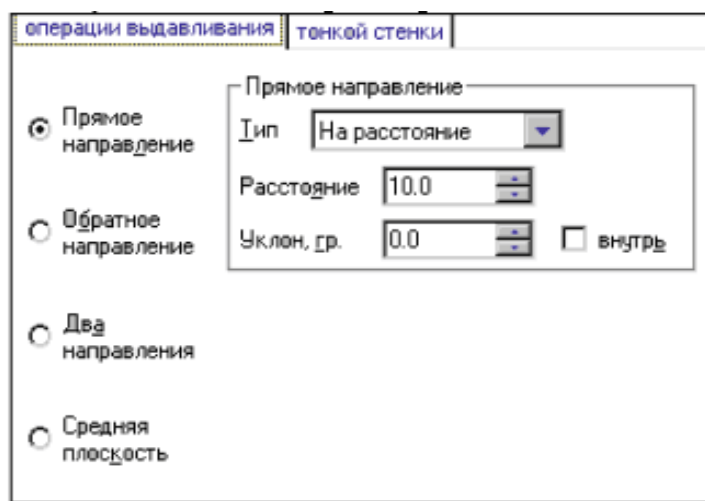 операции выдавливания
тонкой стенки
Прямое
направление
Обратное
направление
Два
направления
Средняя
плоскость
Прямое направление
Тип На расстояние
Расстояние 10.0
Уклон, гр. 0.0 внутрь